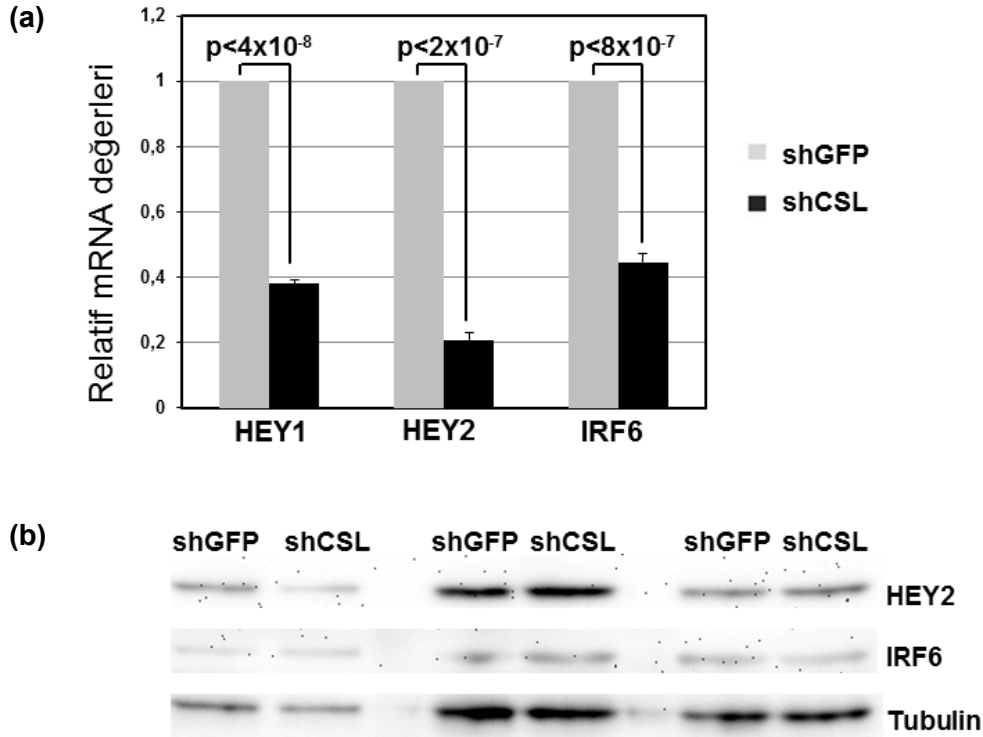 (a)
Relatif mRNA değerleri
1,2
1
0,8
0,6
0,4
0,2
0
p<4x10⁻⁸ p<2x10⁻⁷ p<8x10⁻⁷
HEY1 HEY2 IRF6
shGFP
shCSL
(b)
shGFP shCSL shGFP shCSL shGFP shCSL
HEY2
IRF6
Tubulin